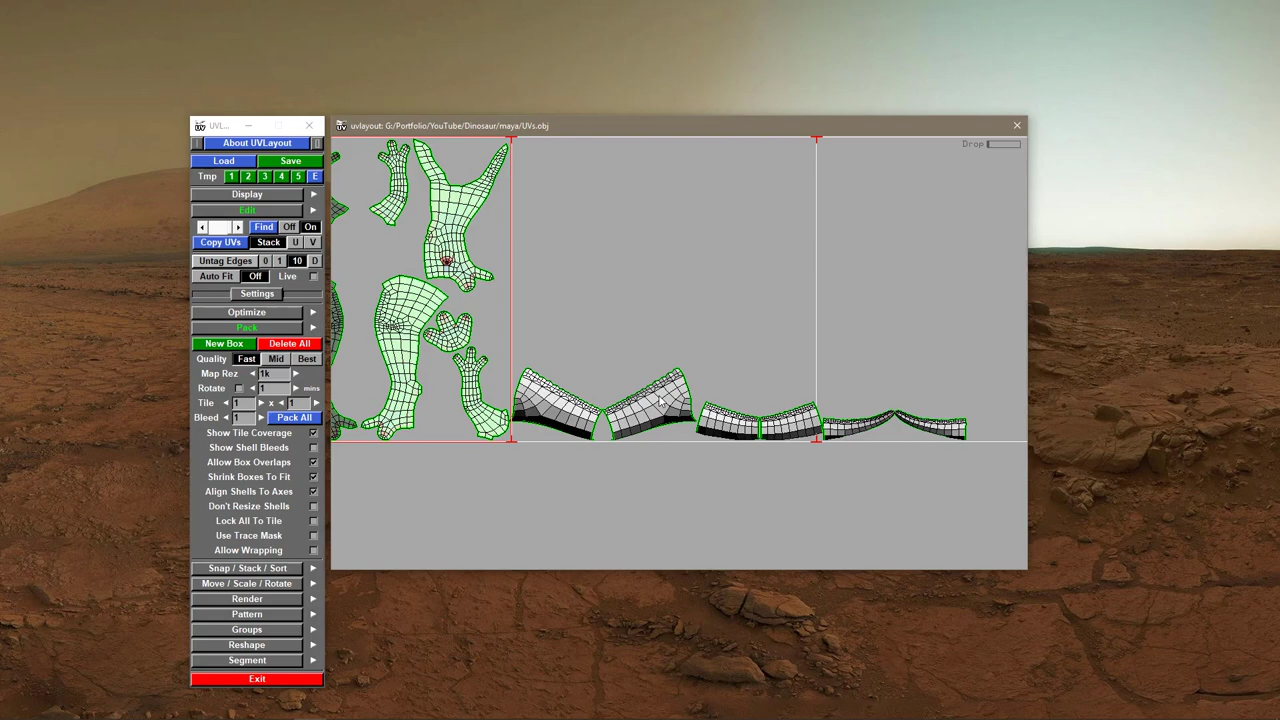 UVL...
uvlayout: G:/Portfolio/YouTube/Dinosaur/maya/UVs.obj
About UVLayout
Drop
Load Save
Tmp 1 2 3 4 5 E
Display
Edit
Find Off On
Copy UVs Stack U V
Untag Edges 0 1 10 D
Auto Fit Off Live
Settings
Optimize
Pack
New Box Delete All
Quality Fast Mid Best
Map Rez 1k
Rotate 1 mins
Tile 1 x 1
Bleed 1 Pack All
Show Tile Coverage
Show Shell Bleeds
Allow Box Overlaps
Shrink Boxes To Fit
Align Shells To Axes
Don't Resize Shells
Lock All To Tile
Use Trace Mask
Allow Wrapping
Snap / Stack / Sort
Move / Scale / Rotate
Render
Pattern
Groups
Reshape
Segment
Exit